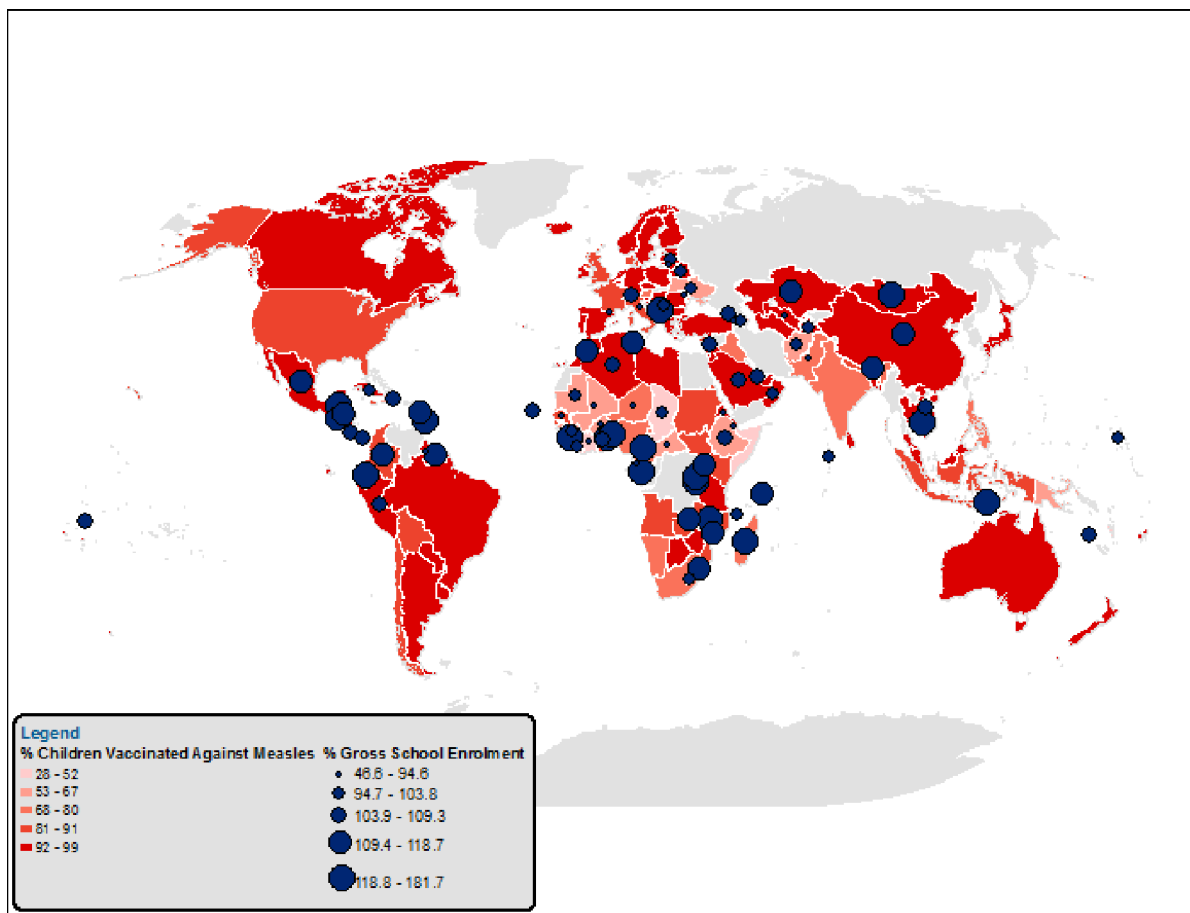 Legend
% Children Vaccinated Against Measles % Gross School Enrolment
28 - 52
53 - 67
68 - 80
81 - 91
92 - 99
46.6 - 94.6
94.7 - 103.8
103.9 - 109.3
109.4 - 118.7
118.8 - 181.7